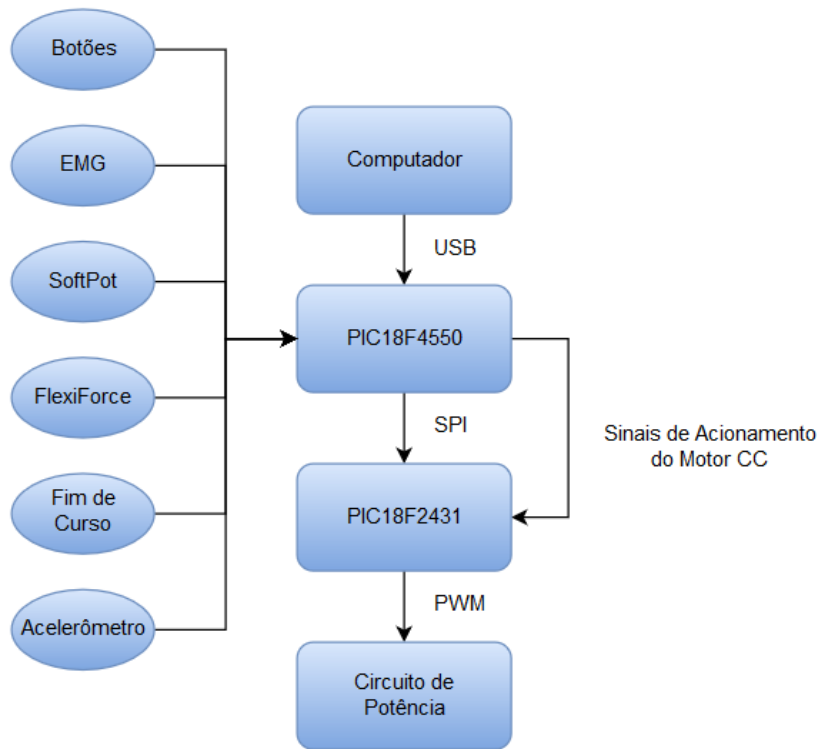 Botões
EMG
SoftPot
FlexiForce
Fim de
Curso
Acelerômetro
Computador
USB
PIC18F4550
SPI
Sinais de Acionamento
do Motor CC
PIC18F2431
PWM
Circuito de
Potência